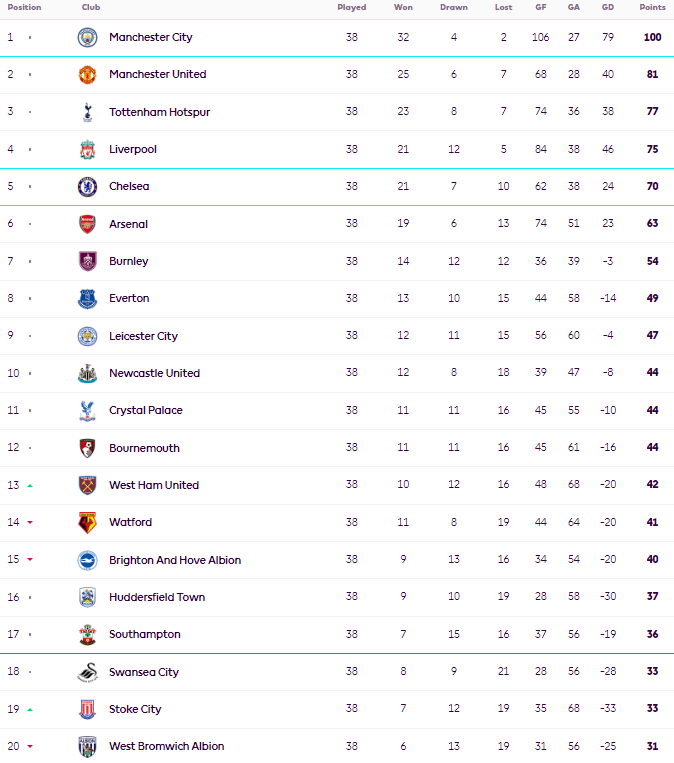 Position Club Played Won Drawn Lost GF GA GD Points
1 Manchester City 38 32 4 2 106 27 79 100
2 Manchester United 38 25 6 7 68 28 40 81
3 Tottenham Hotspur 38 23 8 7 74 36 38 77
4 Liverpool 38 21 12 5 84 38 46 75
5 Chelsea 38 21 7 10 62 38 24 70
6 Arsenal 38 19 6 13 74 51 23 63
7 Burnley 38 14 12 12 36 39 -3 54
8 Everton 38 13 10 15 44 58 -14 49
9 Leicester City 38 12 11 15 56 60 -4 47
10 Newcastle United 38 12 8 18 39 47 -8 44
11 Crystal Palace 38 11 11 16 45 55 -10 44
12 Bournemouth 38 11 11 16 45 61 -16 44
13 West Ham United 38 10 12 16 48 68 -20 42
14 Watford 38 11 8 19 44 64 -20 41
15 Brighton And Hove Albion 38 9 13 16 34 54 -20 40
16 Huddersfield Town 38 9 10 19 28 58 -30 37
17 Southampton 38 7 15 16 37 56 -19 36
18 Swansea City 38 8 9 21 28 56 -28 33
19 Stoke City 38 7 12 19 35 68 -33 33
20 West Bromwich Albion 38 6 13 19 31 56 -25 31